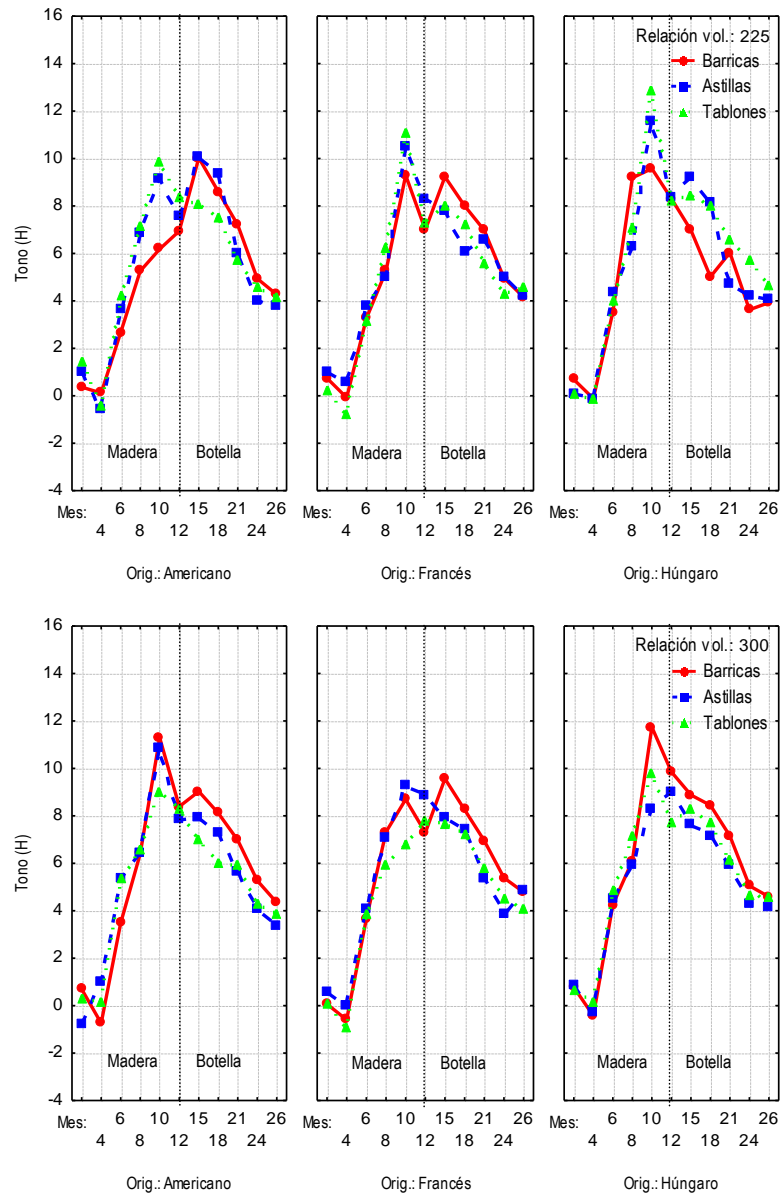 Relación vol.: 225
Barricas
Astillas
Tablones
16
14
12
10
8
6
4
2
0
-2
-4
Tono (H)
Madera Botella Madera Botella Madera Botella
Mes: 6 10 15 21 26 Mes: 6 10 15 21 26 Mes: 6 10 15 21 26
4 8 12 18 24 4 8 12 18 24 4 8 12 18 24
Orig.: Americano Orig.: Francés Orig.: Húngaro
Relación vol.: 300
Barricas
Astillas
Tablones
16
14
12
10
8
6
4
2
0
-2
-4
Tono (H)
Madera Botella Madera Botella Madera Botella
Mes: 6 10 15 21 26 Mes: 6 10 15 21 26 Mes: 6 10 15 21 26
4 8 12 18 24 4 8 12 18 24 4 8 12 18 24
Orig.: Americano Orig.: Francés Orig.: Húngaro